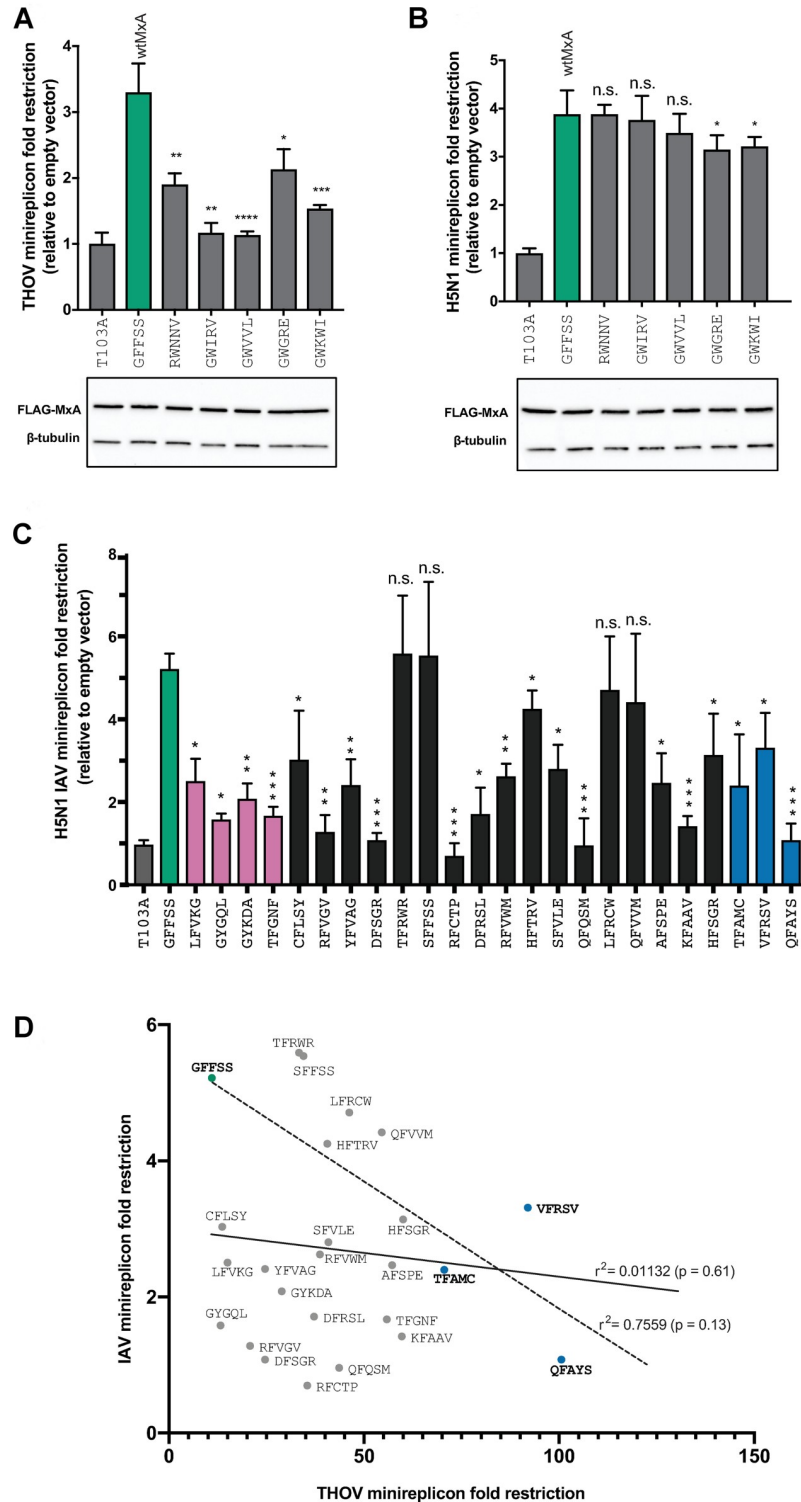 A
THOV minireplicon fold restriction
(relative to empty vector)
4
3
2
1
0
wtMxA
**
**
****
*
***
T103A
GFFSS
RWNNV
GWIRV
GWVVL
GWGRE
GWKWI
FLAG-MxA
β-tubulin
B
H5N1 minireplicon fold restriction
(relative to empty vector)
5
4
3
2
1
0
wtMxA
n.s.
n.s.
n.s.
*
*
T103A
GFFSS
RWNNV
GWIRV
GWVVL
GWGRE
GWKWI
FLAG-MxA
β-tubulin
C
H5N1 IAV minireplicon fold restriction
(relative to empty vector)
8
6
4
2
0
*
*
**
***
*
**
**
***
n.s.
n.s.
***
*
**
*
*
***
n.s.
n.s.
*
***
*
*
*
***
T103A
GFFSS
LFVKG
GYGQL
GYKDA
TFGNF
CFLSY
RFVGV
YFVAG
DFSGR
TFRWR
SFFSS
RFCTP
DFRSL
RFVWM
HFTRV
SFVLE
QFQSM
LFRCW
QFVVM
AFSPE
KFAAV
HFSGR
TFAMC
VFRSV
QFAYS
D
IAV minireplicon fold restriction
6
4
2
0
TFRWR
SFFSS
GFFSS
LFRCW
QFVVM
HFTRV
VFRSV
CFLSY
HFSGR
SFVLE
RFVWM
LFVKG
YFVAG
AFSPE
TFAMC
r²= 0.01132 (p = 0.61)
GYKDA
GYGQL
DFRSL
TFGNF
r²= 0.7559 (p = 0.13)
KFAAV
RFVGV
DFSGR
QFQSM
QFAYS
RFCTP
0
50
100
150
THOV minireplicon fold restriction